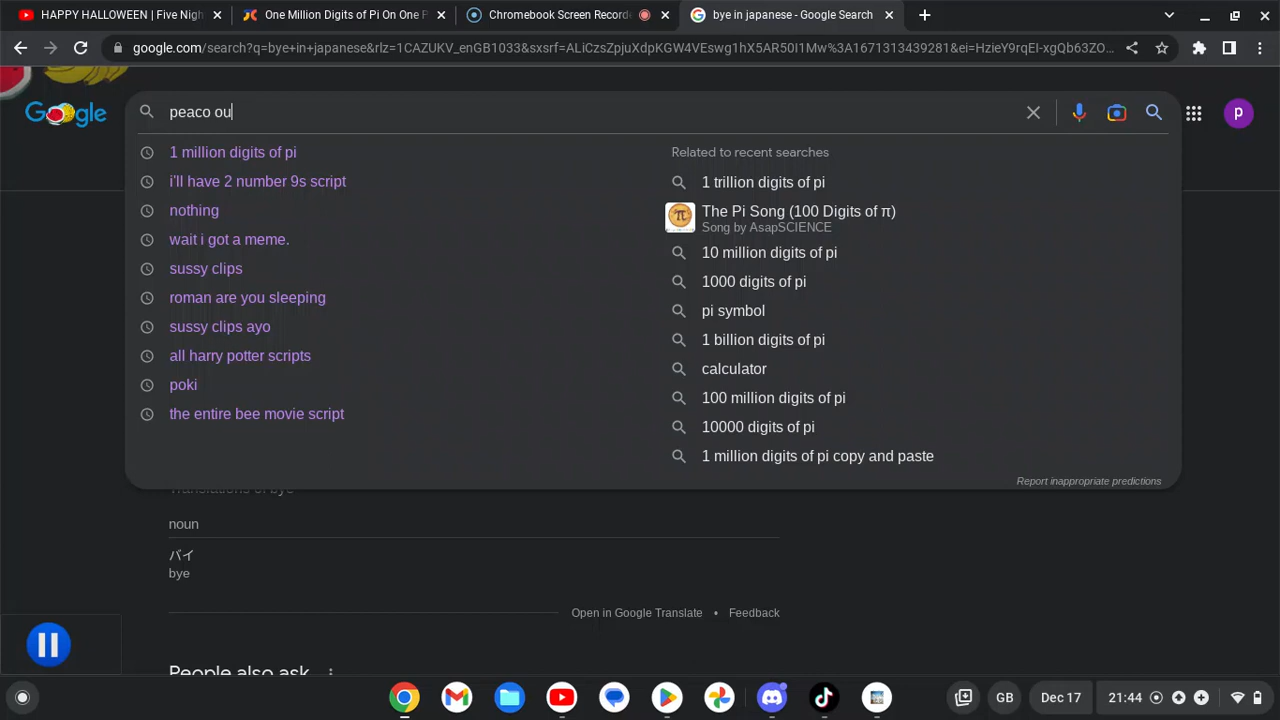 HAPPY HALLOWEEN | Five Nigh
One Million Digits of Pi On One P
Chromebook Screen Recorde
bye in japanese - Google Search
google.com/search?q=bye+in+japanese&rlz=1CAZUKV_enGB1033&sxsrf=ALiCzsZpjuXdpKGW4VEswg1hX5AR50I1Mw%3A1671313439281&ei=HzieY9rqEI-xgQb63ZO...
Google
peaco ou
p
1 million digits of pi
i'll have 2 number 9s script
nothing
wait i got a meme.
sussy clips
roman are you sleeping
sussy clips ayo
all harry potter scripts
poki
the entire bee movie script
Related to recent searches
1 trillion digits of pi
The Pi Song (100 Digits of π)
Song by AsapSCIENCE
10 million digits of pi
1000 digits of pi
pi symbol
1 billion digits of pi
calculator
100 million digits of pi
10000 digits of pi
1 million digits of pi copy and paste
Report inappropriate predictions
Translations of bye
noun
バイ
bye
Open in Google Translate • Feedback
People also ask
GB
Dec 17
21:44